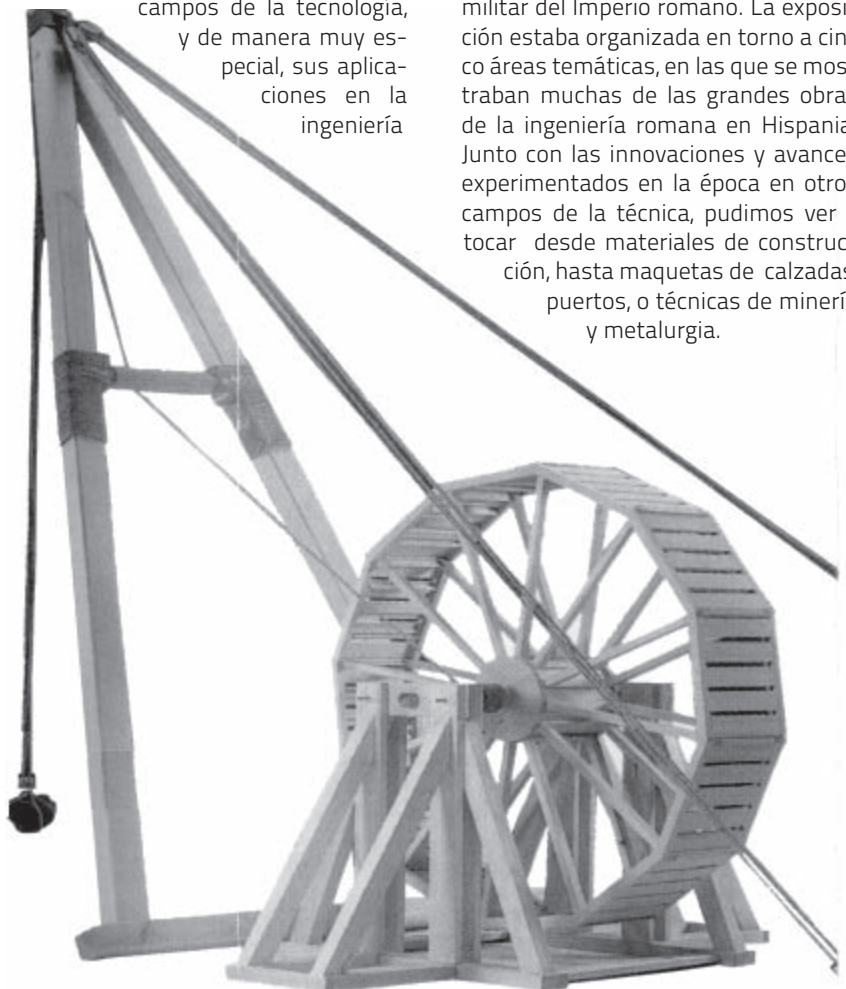 campos de la tecnología,
y de manera muy es-
pecial, sus aplica-
ciones en la
ingeniería
militar del Imperio romano. La exposi
ción estaba organizada en torno a cin
co áreas temáticas, en las que se mos
traban muchas de las grandes obra
de la ingeniería romana en Hispania
Junto con las innovaciones y avance
experimentados en la época en otro
campos de la técnica, pudimos ver
tocar desde materiales de construc
ción, hasta maquetas de calzadas
puertos, o técnicas de minerí
y metalurgia.